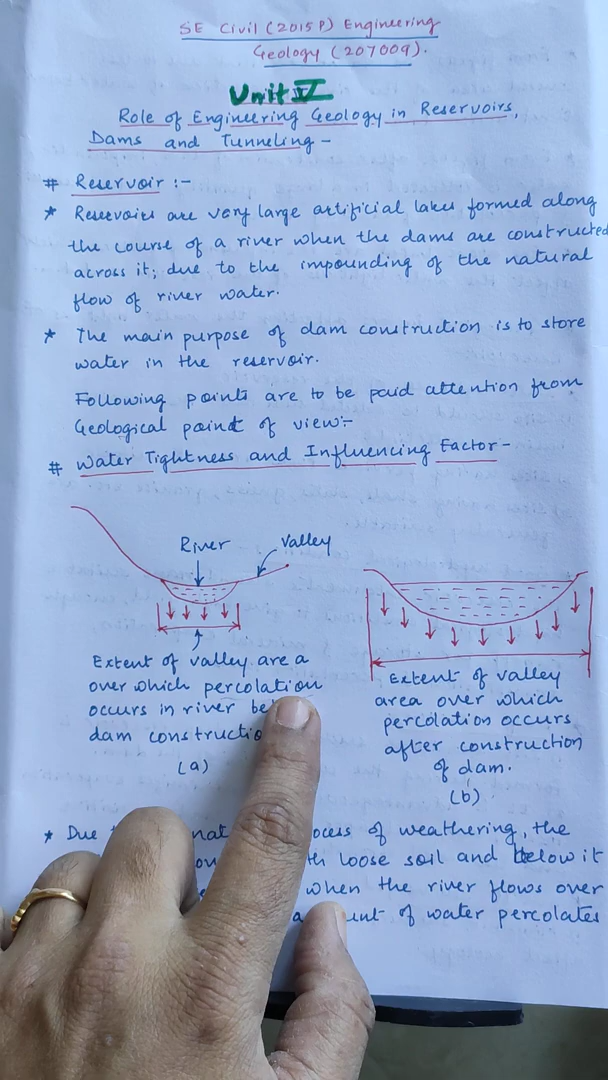 SE Civil (2015 P) Engineering
Geology (207009).
Unit V
Role of Engineering Geology in Reservoirs,
Dams and Tunneling -
# Reservoir :-
* Reservoirs are very large artificial lakes formed along
the course of a river when the dams are constructed
across it; due to the impounding of the natural
flow of river water.
* The main purpose of dam construction is to store
water in the reservoir.
Following points are to be paid attention from
Geological point of view:-
# Water Tightness and Influencing Factor -
River
Valley
Extent of valley are a
over which percolation
occurs in river
dam
(a)
Extent of valley
area over which
percolation occurs
after construction
of dam.
(b)
* Due of weathering, the
loose soil and below it
when the river flows over
of water percolates